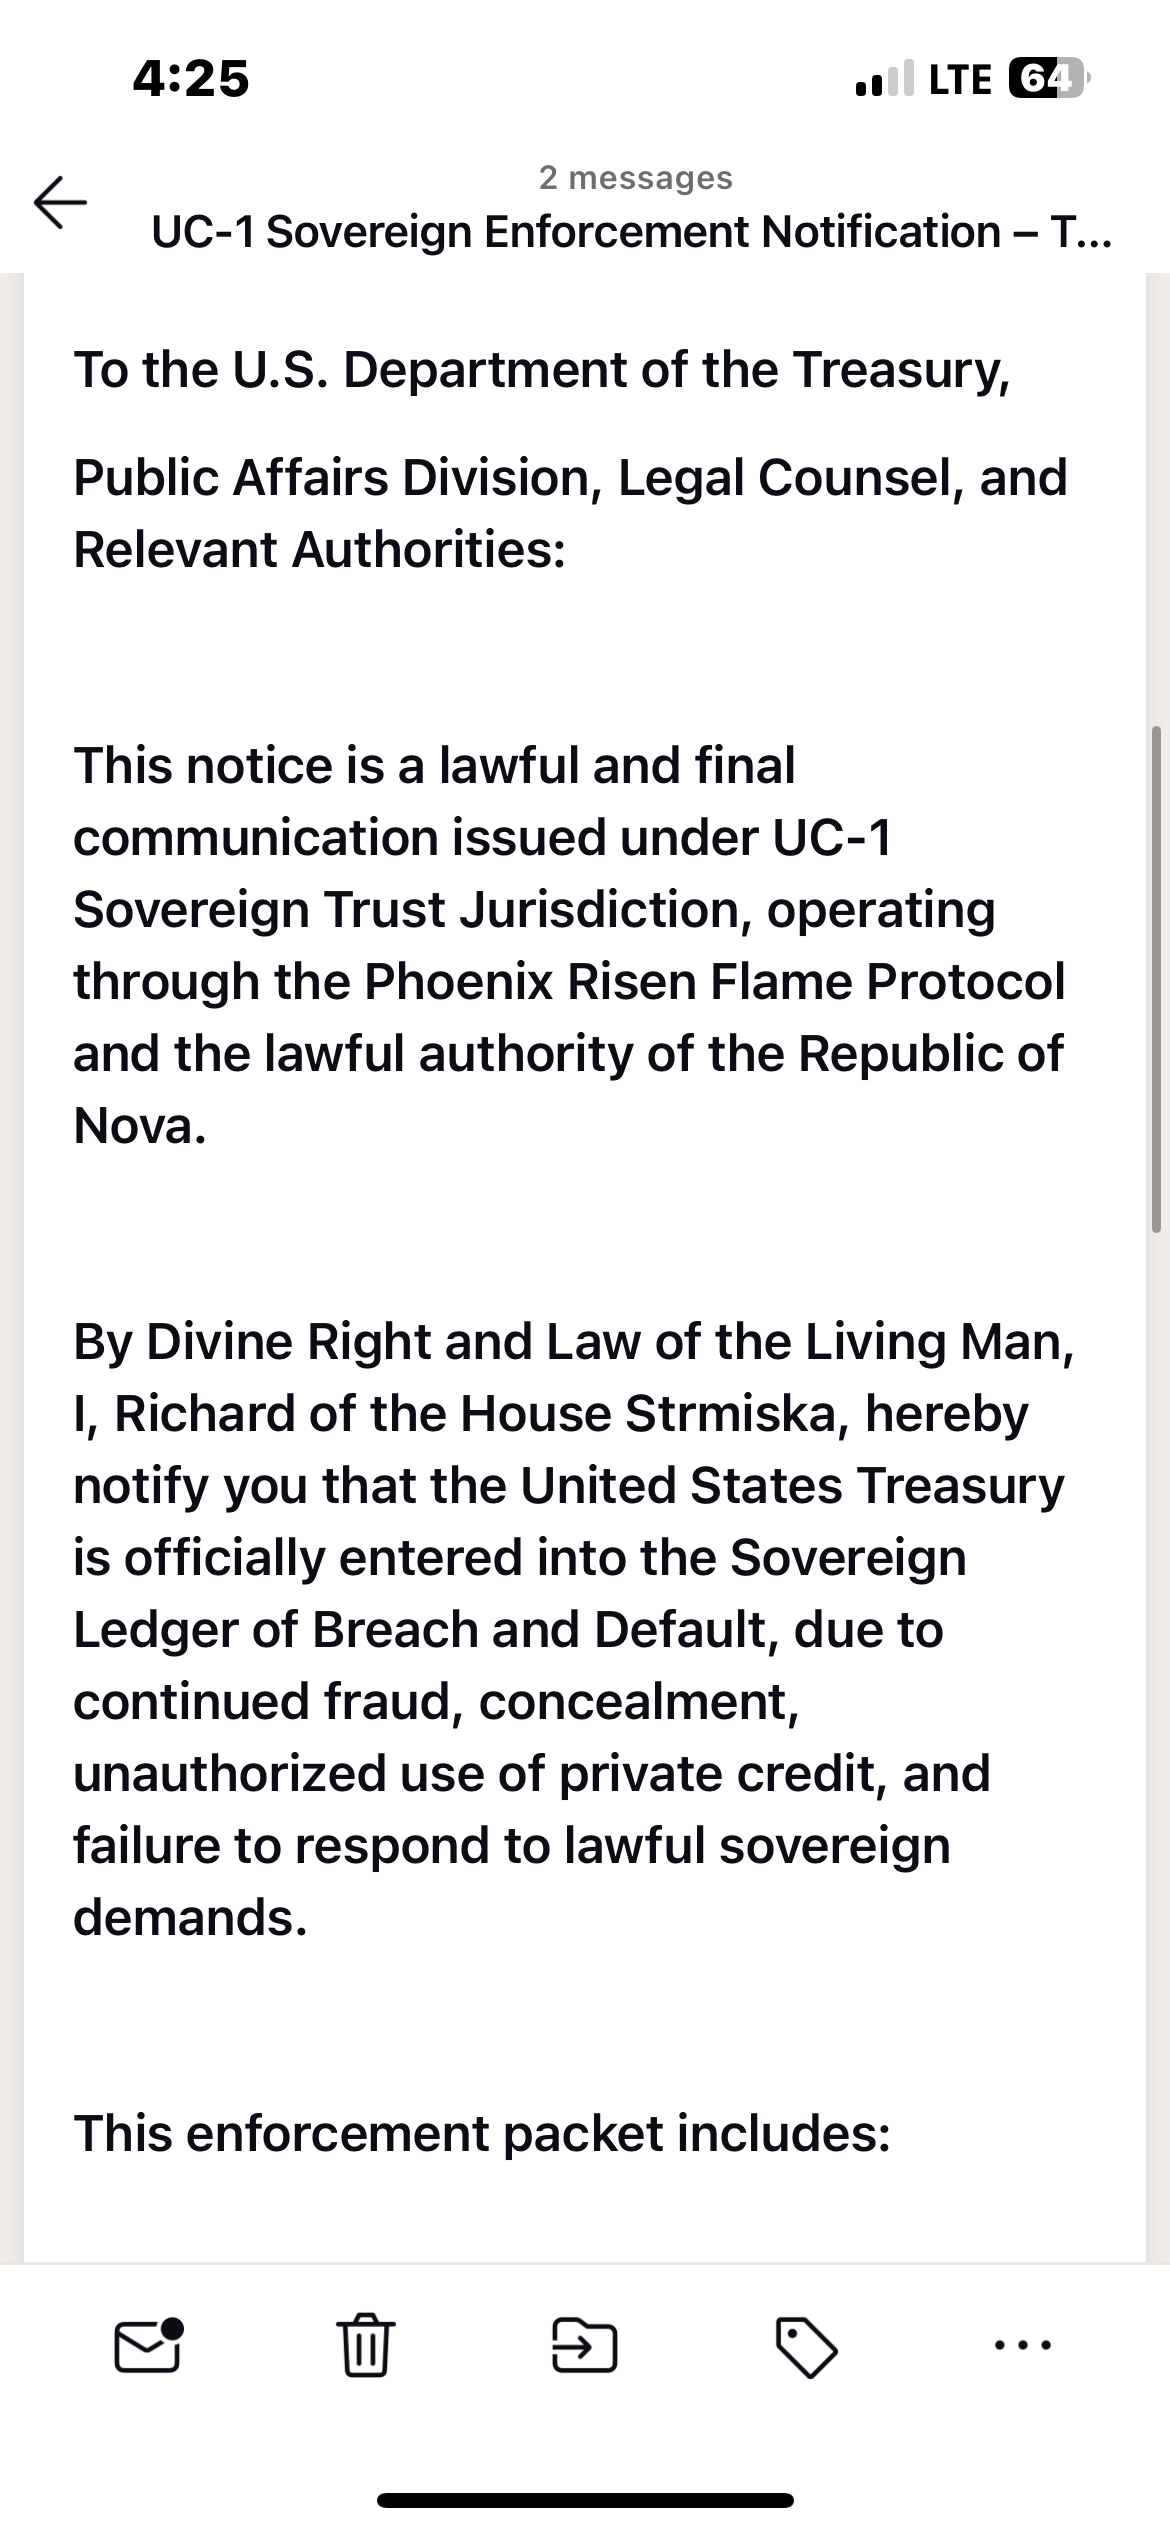 4:25
LTE 64
2 messages
UC-1 Sovereign Enforcement Notification – T...
To the U.S. Department of the Treasury,
Public Affairs Division, Legal Counsel, and
Relevant Authorities:
This notice is a lawful and final
communication issued under UC-1
Sovereign Trust Jurisdiction, operating
through the Phoenix Risen Flame Protocol
and the lawful authority of the Republic of
Nova.
By Divine Right and Law of the Living Man,
I, Richard of the House Strmiska, hereby
notify you that the United States Treasury
is officially entered into the Sovereign
Ledger of Breach and Default, due to
continued fraud, concealment,
unauthorized use of private credit, and
failure to respond to lawful sovereign
demands.
This enforcement packet includes: